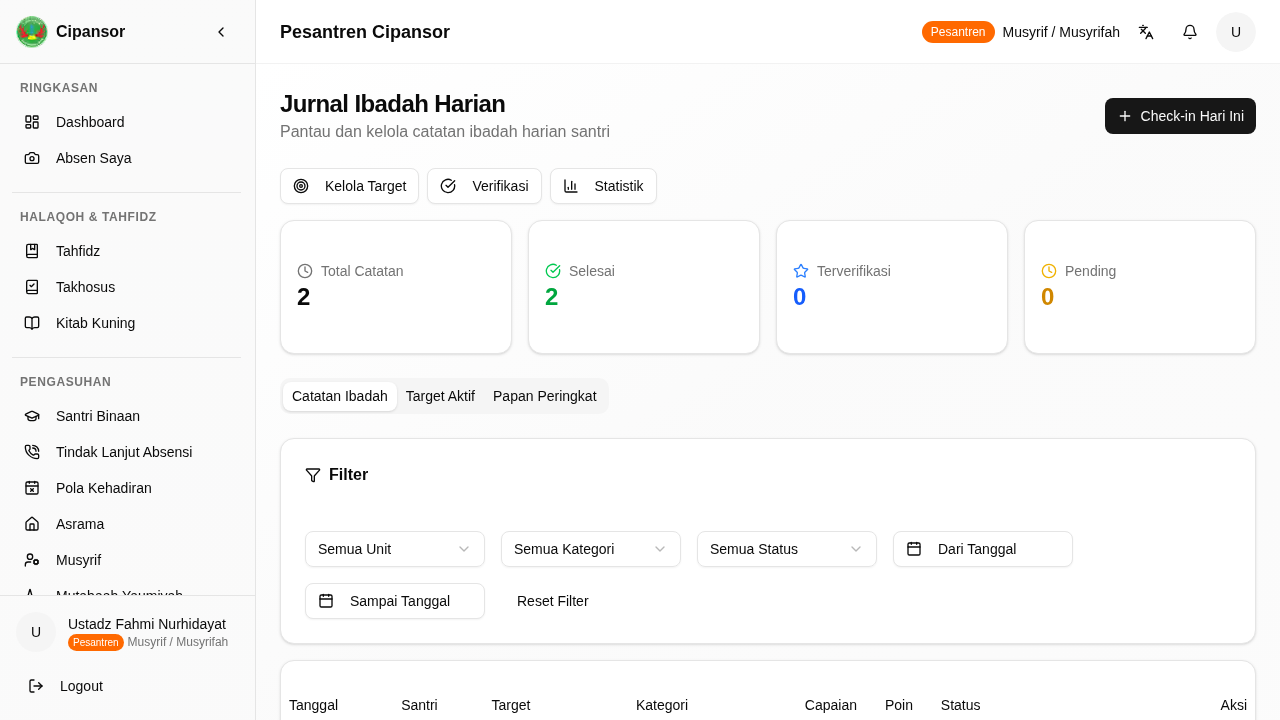 Cipansor
RINGKASAN
Dashboard
Absen Saya
HALAQOH & TAHFIDZ
Tahfidz
Takhosus
Kitab Kuning
PENGASUHAN
Santri Binaan
Tindak Lanjut Absensi
Pola Kehadiran
Asrama
Musyrif
Mutabaah Yaumiyah
U
Ustadz Fahmi Nurhidayat
Pesantren Musyrif / Musyrifah
Logout
Pesantren Cipansor
Pesantren Musyrif / Musyrifah U
Jurnal Ibadah Harian
Pantau dan kelola catatan ibadah harian santri
Check-in Hari Ini
Kelola Target Verifikasi Statistik
Total Catatan
2
Selesai
2
Terverifikasi
0
Pending
0
Catatan Ibadah Target Aktif Papan Peringkat
Filter
Semua Unit Semua Kategori Semua Status Dari Tanggal
Sampai Tanggal Reset Filter
Tanggal Santri Target Kategori Capaian Poin Status Aksi